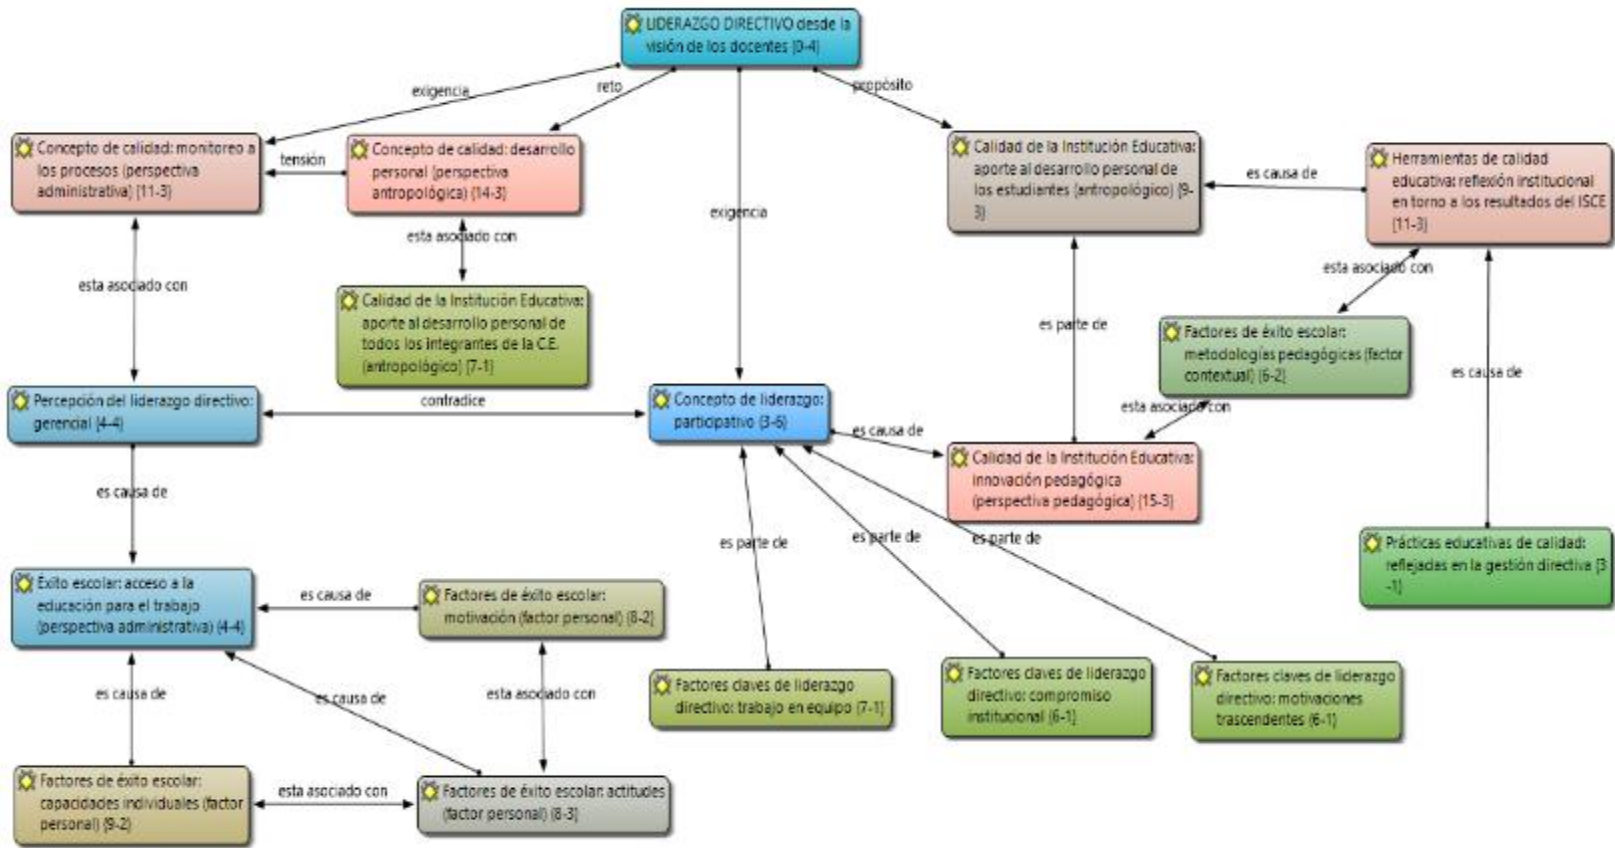 LIDERAZGO DIRECTIVO desde la
visión de los docentes {0-4}
exigencia
reto
propósito
Concepto de calidad: monitoreo a
los procesos (perspectiva
administrativa) {11-3}
tensión
Concepto de calidad: desarrollo
personal (perspectiva
antropológica) {14-3}
exigencia
Calidad de la Institución Educativa:
aporte al desarrollo personal de
los estudiantes (antropológico) {9-
3}
es causa de
Herramientas de calidad
educativa: reflexión institucional
en torno a los resultados del ISCE
{11-3}
esta asociado con
esta asociado con
esta asociado con
Calidad de la Institución Educativa:
aporte al desarrollo personal de
todos los integrantes de la C.E.
(antropológico) {7-1}
es parte de
Factores de éxito escolar:
metodologías pedagógicas (factor
contextual) {6-2}
es causa de
Percepción del liderazgo directivo:
gerencial {4-4}
contradice
Concepto de liderazgo:
participativo {3-6}
esta asociado con
es causa de
Calidad de la Institución Educativa:
innovación pedagógica
(perspectiva pedagógica) {15-3}
es causa de
es parte de
es parte de
es parte de
Prácticas educativas de calidad:
reflejadas en la gestión directiva {3
-1}
Éxito escolar: acceso a la
educación para el trabajo
(perspectiva administrativa) {4-4}
es causa de
Factores de éxito escolar:
motivación (factor personal) {8-2}
es causa de
es causa de
esta asociado con
Factores claves de liderazgo
directivo: trabajo en equipo {7-1}
Factores claves de liderazgo
directivo: compromiso
institucional {6-1}
Factores claves de liderazgo
directivo: motivaciones
trascendentes {6-1}
Factores de éxito escolar:
capacidades individuales (factor
personal) {9-2}
esta asociado con
Factores de éxito escolar: actitudes
(factor personal) {8-3}